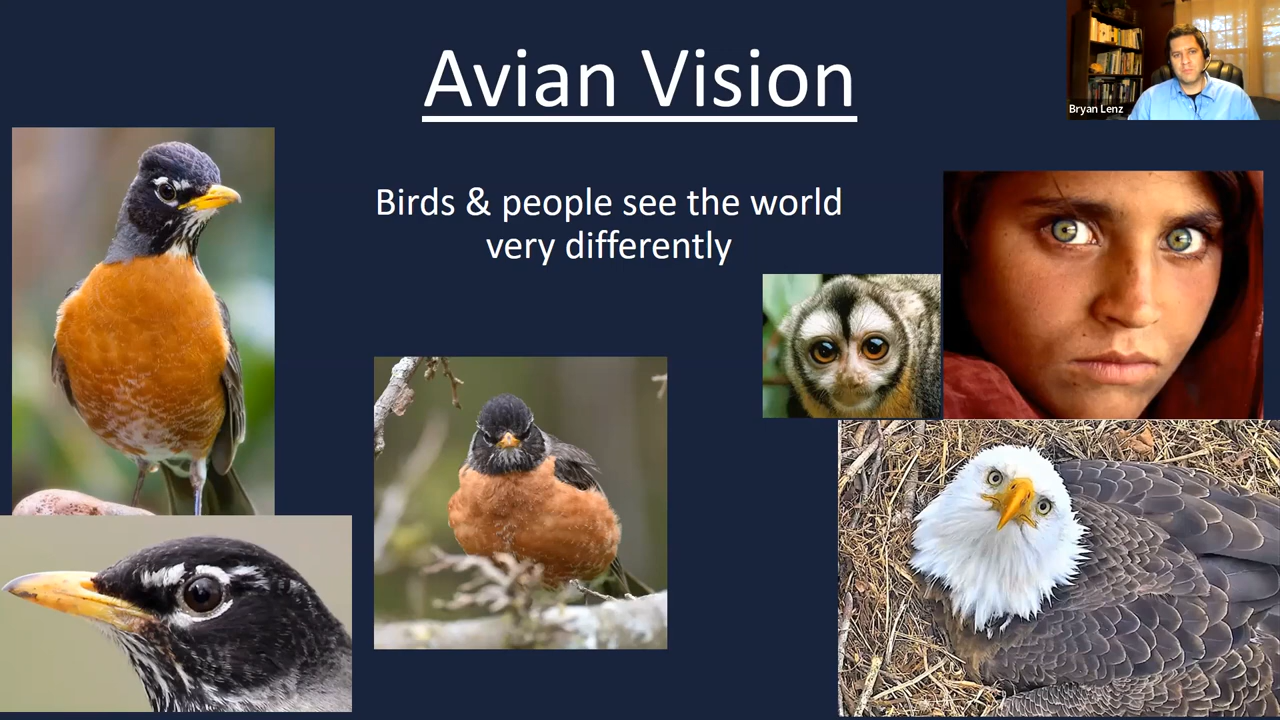 Avian Vision
Bryan Lenz
Birds & people see the world
very differently